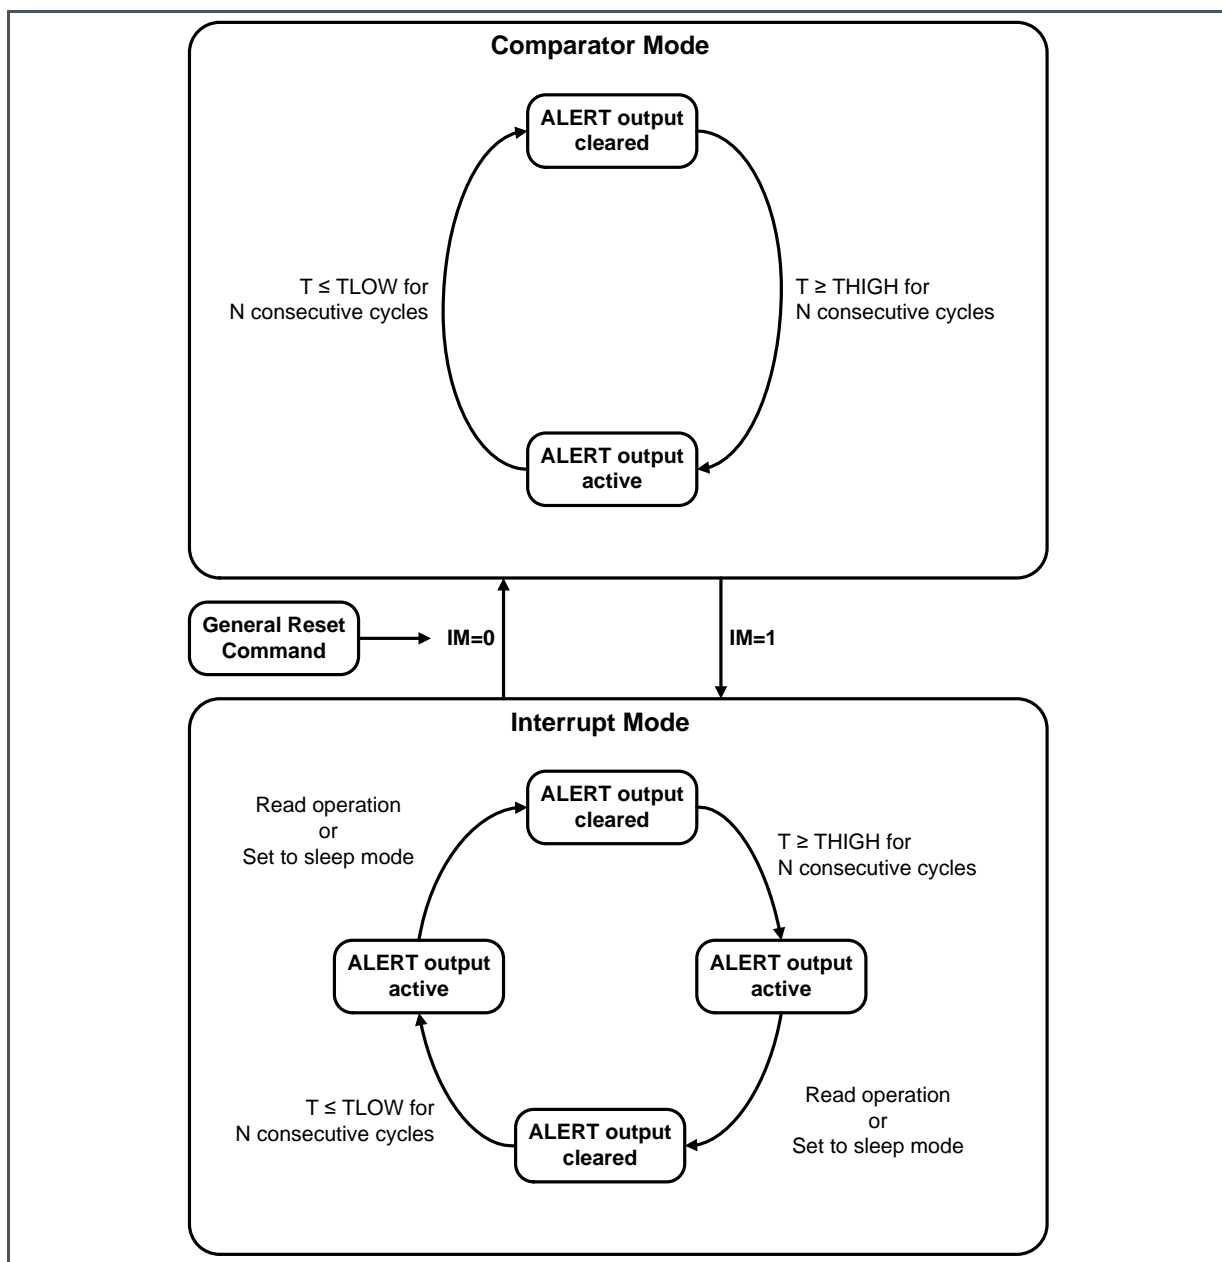 Comparator Mode
ALERT output
cleared
T ≤ TLOW for
N consecutive cycles
T ≥ THIGH for
N consecutive cycles
ALERT output
active
General Reset
Command
IM=0
IM=1
Interrupt Mode
ALERT output
cleared
Read operation
or
Set to sleep mode
T ≥ THIGH for
N consecutive cycles
ALERT output
active
ALERT output
active
T ≤ TLOW for
N consecutive cycles
ALERT output
cleared
Read operation
or
Set to sleep mode